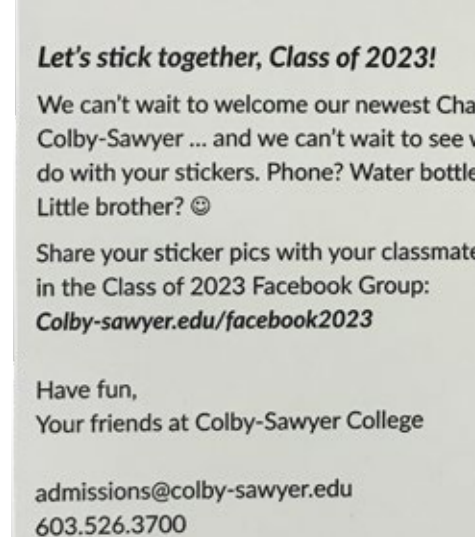 Let's stick together, Class of 2023!
We can't wait to welcome our newest
Colby-Sawyer ... and we can't wait to see
do with your stickers. Phone? Water
Little brother? ☺
Share your sticker pics with your
in the Class of 2023 Facebook Group:
Colby-sawyer.edu/facebook2023
Have fun,
Your friends at Colby-Sawyer College
admissions@colby-sawyer.edu
603.526.3700